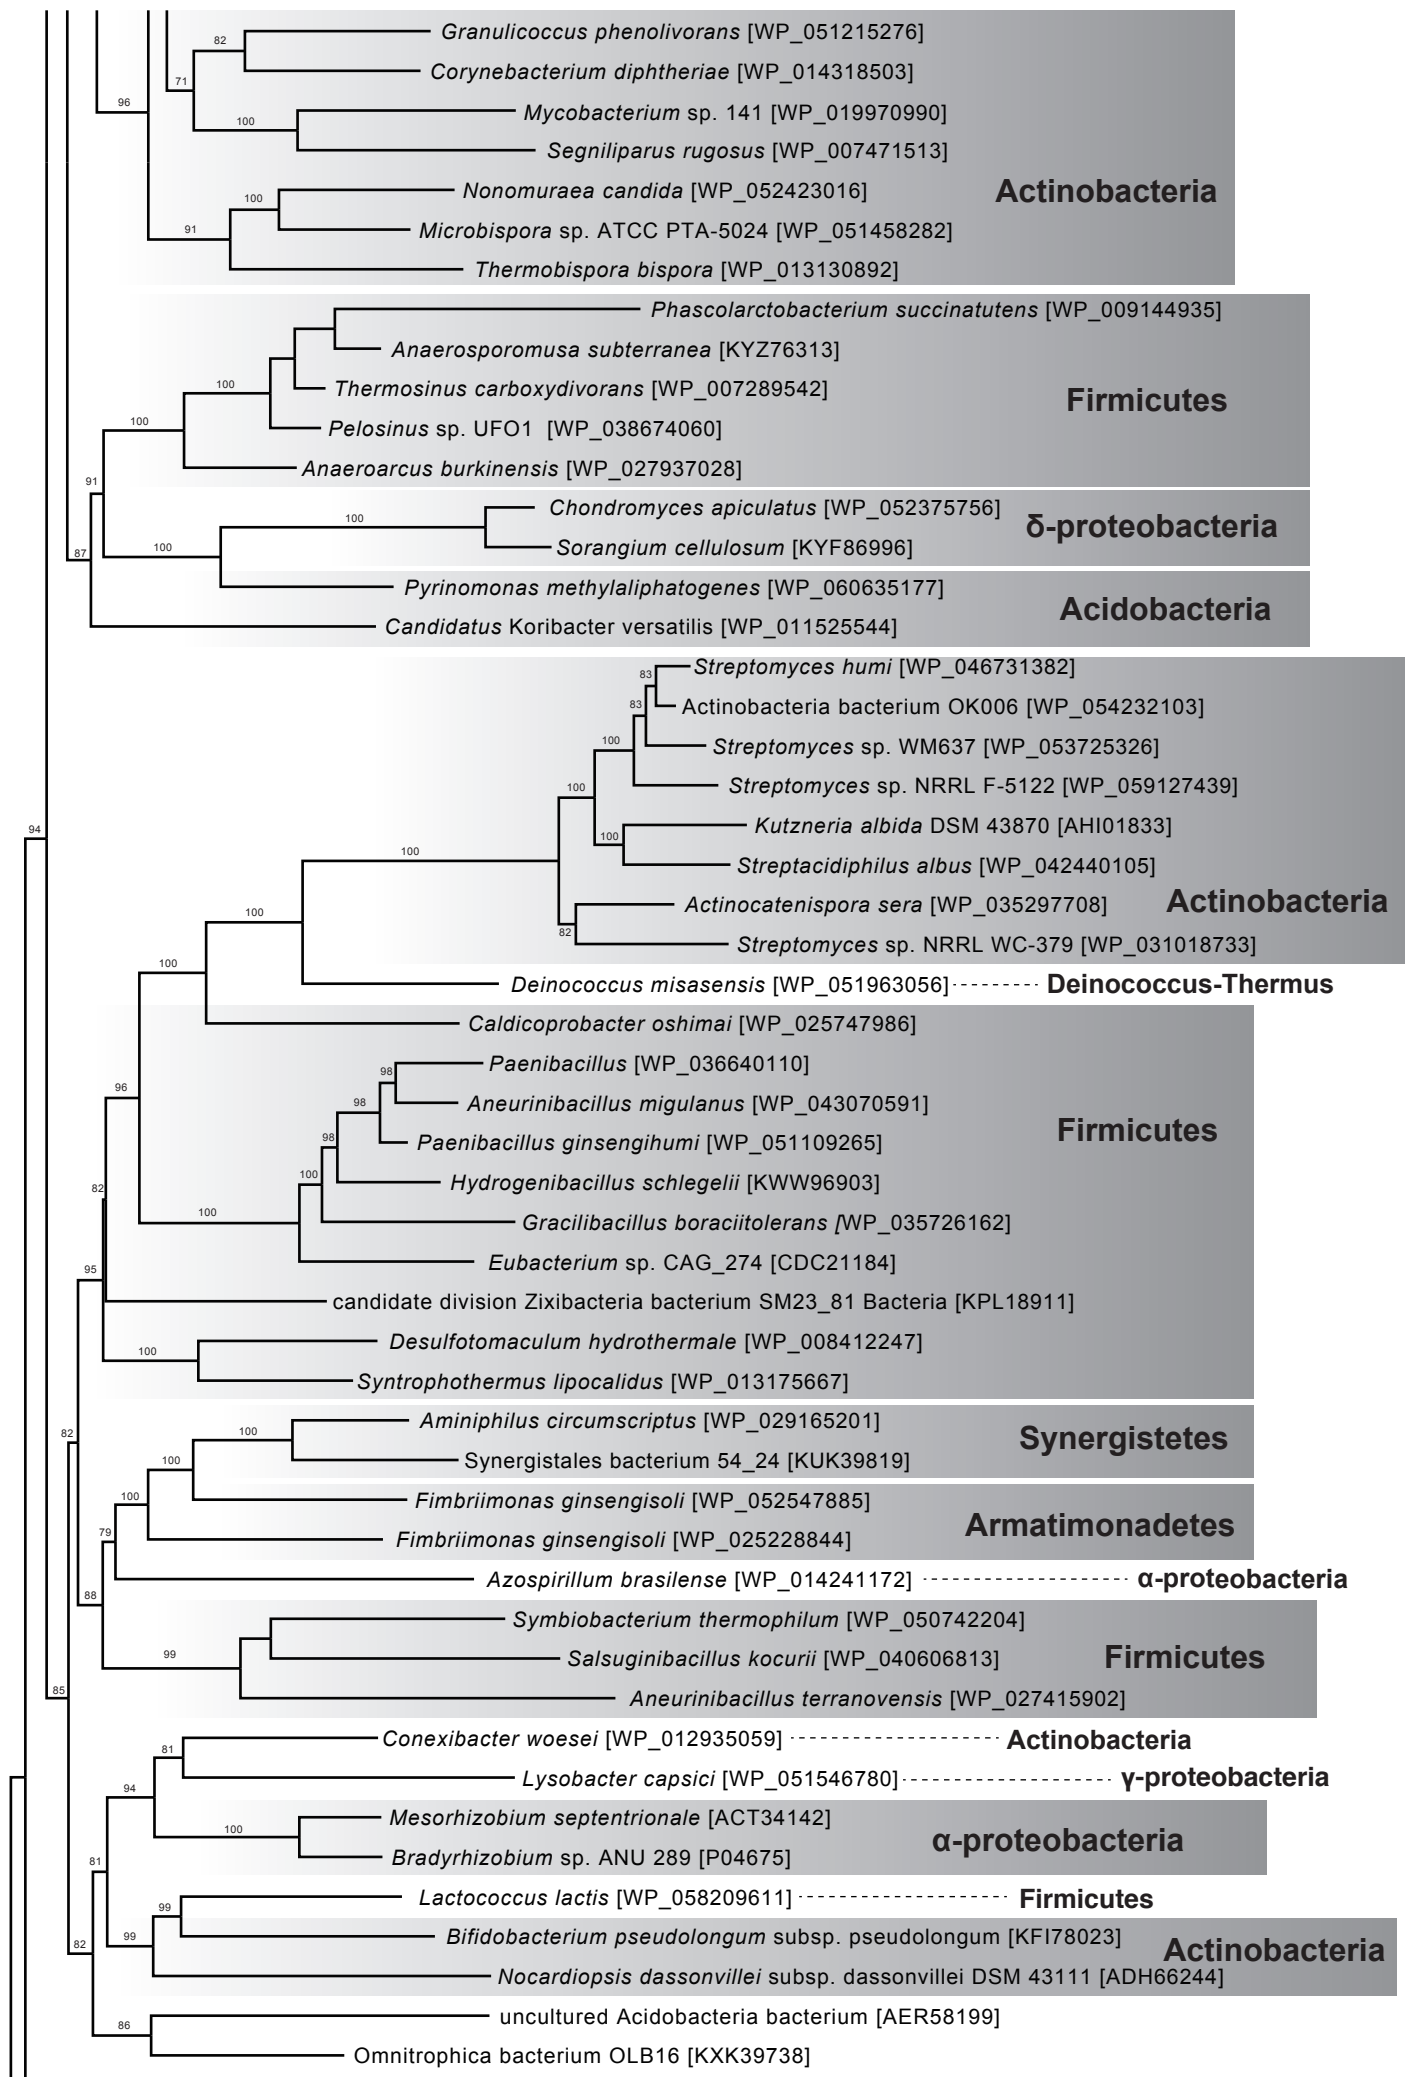 Granulicoccus phenolivorans [WP_051215276]
82
Corynebacterium diphtheriae [WP_014318503]
71
96
Mycobacterium sp. 141 [WP_019970990]
100
Segniliparus rugosus [WP_007471513]
Nonomuraea candida [WP_052423016]
Actinobacteria
100
Microbispora sp. ATCC PTA-5024 [WP_051458282]
91
Thermobispora bispora [WP_013130892]
Phascolarctobacterium succinatutens [WP_009144935]
Anaerosporomusa subterranea [KYZ76313]
100
Thermosinus carboxydivorans [WP_007289542]
Firmicutes
100
Pelosinus sp. UFO1 [WP_038674060]
Anaeroarcus burkinensis [WP_027937028]
91
Chondromyces apiculatus [WP_052375756]
100
δ-proteobacteria
100
Sorangium cellulosum [KYF86996]
87
Pyrinomonas methylaliphatogenes [WP_060635177]
Acidobacteria
Candidatus Koribacter versatilis [WP_011525544]
Streptomyces humi [WP_046731382]
83
Actinobacteria bacterium OK006 [WP_054232103]
83
100
Streptomyces sp. WM637 [WP_053725326]
100
Streptomyces sp. NRRL F-5122 [WP_059127439]
94
Kutzneria albida DSM 43870 [AHI01833]
100
100
Streptacidiphilus albus [WP_042440105]
100
Actinocatenispora sera [WP_035297708]
Actinobacteria
82
Streptomyces sp. NRRL WC-379 [WP_031018733]
100
Deinococcus misasensis [WP_051963056]
Deinococcus-Thermus
Caldicoprobacter oshimai [WP_025747986]
Paenibacillus [WP_036640110]
98
96
98
Aneurinibacillus migulanus [WP_043070591]
Firmicutes
98
Paenibacillus ginsengihumi [WP_051109265]
100
Hydrogenibacillus schlegelii [KWW96903]
82
100
Gracilibacillus boraciitolerans [WP_035726162]
Eubacterium sp. CAG_274 [CDC21184]
95
candidate division Zixibacteria bacterium SM23_81 Bacteria [KPL18911]
Desulfotomaculum hydrothermale [WP_008412247]
100
Syntrophothermus lipocalidus [WP_013175667]
Aminiphilus circumscriptus [WP_029165201]
82
100
Synergistetes
Synergistales bacterium 54_24 [KUK39819]
100
Fimbriimonas ginsengisoli [WP_052547885]
100
Armatimonadetes
79
Fimbriimonas ginsengisoli [WP_025228844]
Azospirillum brasilense [WP_014241172]
α-proteobacteria
88
Symbiobacterium thermophilum [WP_050742204]
99
Salsuginibacillus kocurii [WP_040606813]
Firmicutes
85
Aneurinibacillus terranovensis [WP_027415902]
Conexibacter woesei [WP_012935059]
Actinobacteria
81
Lysobacter capsici [WP_051546780]
γ-proteobacteria
94
Mesorhizobium septentrionale [ACT34142]
100
α-proteobacteria
Bradyrhizobium sp. ANU 289 [P04675]
81
Lactococcus lactis [WP_058209611]
Firmicutes
99
Bifidobacterium pseudolongum subsp. pseudolongum [KFI78023]
99
82
Actinobacteria
Nocardiopsis dassonvillei subsp. dassonvillei DSM 43111 [ADH66244]
uncultured Acidobacteria bacterium [AER58199]
86
Omnitrophica bacterium OLB16 [KXK39738]